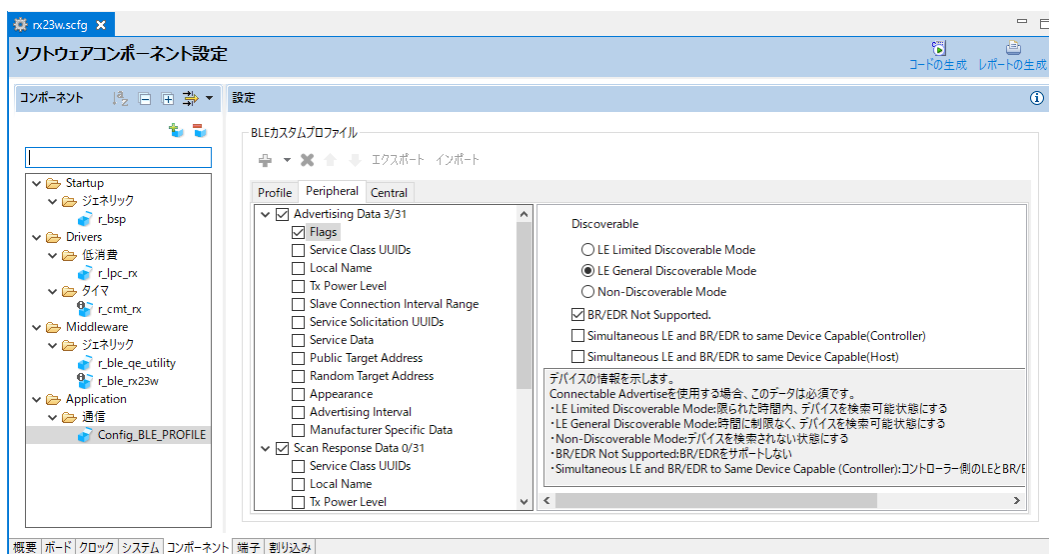 rx23w.scfg
ソフトウェアコンポーネント設定
コードの生成 レポートの生成
コンポーネント
設定
Startup
ジェネリック
r_bsp
Drivers
低消費
r_lpc_rx
タイマ
r_cmt_rx
Middleware
ジェネリック
r_ble_qe_utility
r_ble_rx23w
Application
通信
Config_BLE_PROFILE
BLEカスタムプロファイル
エクスポート インポート
Profile Peripheral Central
Advertising Data 3/31
Flags
Service Class UUIDs
Local Name
Tx Power Level
Slave Connection Interval Range
Service Solicitation UUIDs
Service Data
Public Target Address
Random Target Address
Appearance
Advertising Interval
Manufacturer Specific Data
Scan Response Data 0/31
Service Class UUIDs
Local Name
Tx Power Level
Discoverable
LE Limited Discoverable Mode
LE General Discoverable Mode
Non-Discoverable Mode
BR/EDR Not Supported.
Simultaneous LE and BR/EDR to same Device Capable(Controller)
Simultaneous LE and BR/EDR to same Device Capable(Host)
デバイスの情報を示します。
Connectable Advertiseを使用する場合、このデータは必須です。
・LE Limited Discoverable Mode:限られた時間内、デバイスを検索可能状態にする
・LE General Discoverable Mode:時間に制限なく、デバイスを検索可能状態にする
・Non-Discoverable Mode:デバイスを検索されない状態にする
・BR/EDR Not Supported:BR/EDRをサポートしない
・Simultaneous LE and BR/EDR to Same Device Capable (Controller):コントローラー側のLEとBR/E
概要 ボード クロック システム コンポーネント 端子 割り込み